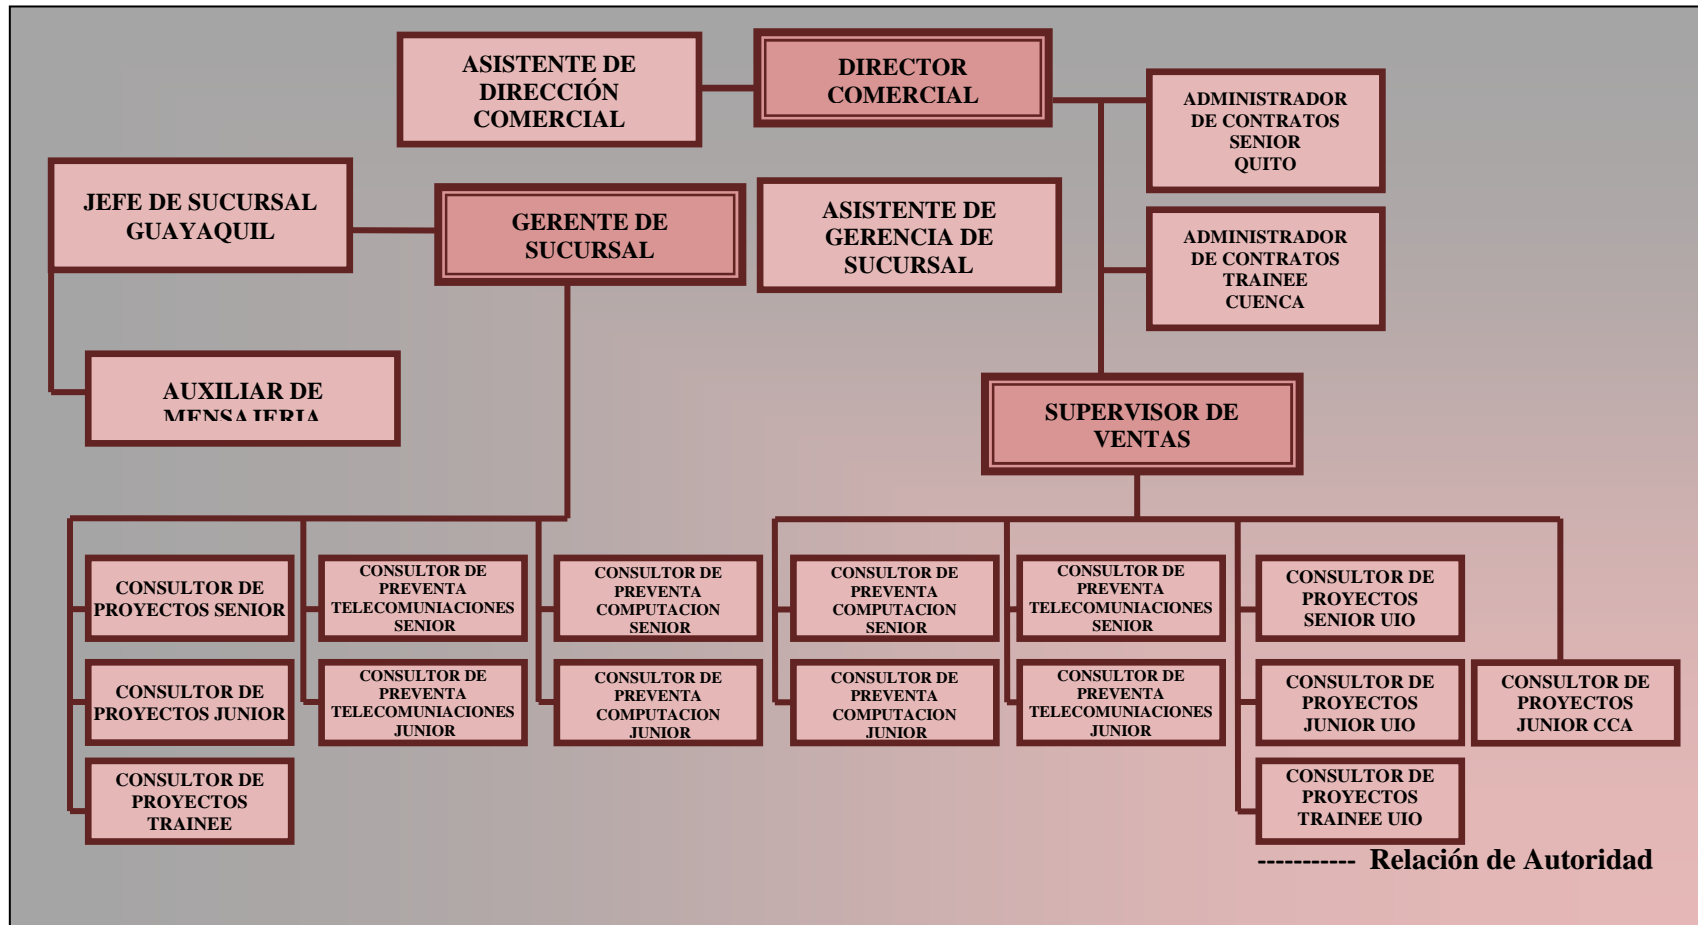 ASISTENTE DE
DIRECCIÓN
COMERCIAL
DIRECTOR
COMERCIAL
ADMINISTRADOR
DE CONTRATOS
SENIOR
QUITO
JEFE DE SUCURSAL
GUAYAQUIL
GERENTE DE
SUCURSAL
ASISTENTE DE
GERENCIA DE
SUCURSAL
ADMINISTRADOR
DE CONTRATOS
TRAINEE
CUENCA
AUXILIAR DE
MENSAJERIA
SUPERVISOR DE
VENTAS
CONSULTOR DE
PROYECTOS SENIOR
CONSULTOR DE
PREVENTA
TELECOMUNIACIONES
SENIOR
CONSULTOR DE
PREVENTA
COMPUTACION
SENIOR
CONSULTOR DE
PREVENTA
COMPUTACION
SENIOR
CONSULTOR DE
PREVENTA
TELECOMUNIACIONES
SENIOR
CONSULTOR DE
PROYECTOS
SENIOR UIO
CONSULTOR DE
PROYECTOS JUNIOR
CONSULTOR DE
PREVENTA
TELECOMUNIACIONES
JUNIOR
CONSULTOR DE
PREVENTA
COMPUTACION
JUNIOR
CONSULTOR DE
PREVENTA
COMPUTACION
JUNIOR
CONSULTOR DE
PREVENTA
TELECOMUNIACIONES
JUNIOR
CONSULTOR DE
PROYECTOS
JUNIOR UIO
CONSULTOR DE
PROYECTOS
JUNIOR CCA
CONSULTOR DE
PROYECTOS
TRAINEE
CONSULTOR DE
PROYECTOS
TRAINEE UIO
----------- Relación de Autoridad